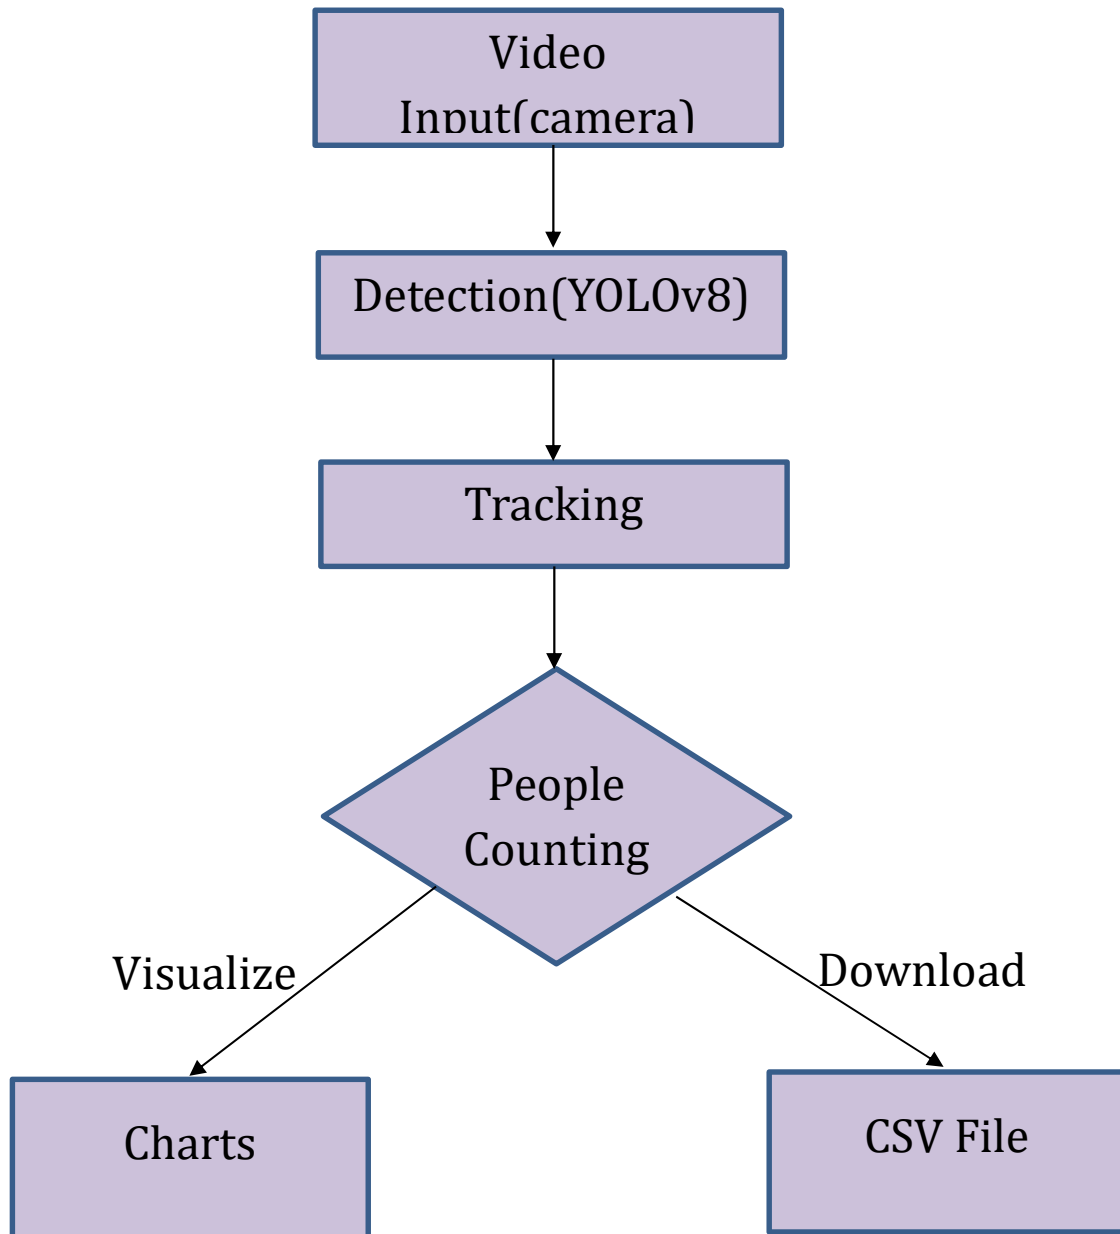 Video
Input(camera)
Detection(YOLOv8)
Tracking
People
Counting
Visualize
Download
Charts
CSV File